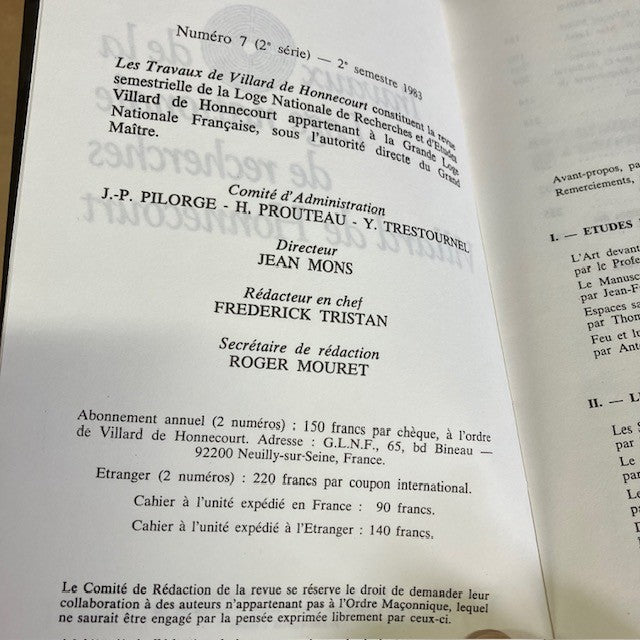 Numéro 7 (2e série) — 2e semestre 1983
Les Travaux de Villard de Honnecourt constituent la revue
semestrielle de la Loge Nationale de Recherches et d'Etudes
Villard de Honnecourt appartenant à la Grande Loge
Nationale Française, sous l'autorité directe du Grand
Maître.
Comité d'Administration
J.-P. PILORGE - H. PROUTEAU - Y. TRESTOURNEL
Directeur
JEAN MONS
Rédacteur en chef
FREDERICK TRISTAN
Secrétaire de rédaction
ROGER MOURET
Abonnement annuel (2 numéros) : 150 francs par chèque, à l'ordre
de Villard de Honnecourt. Adresse : G.L.N.F., 65, bd Bineau —
92200 Neuilly-sur-Seine, France.
Etranger (2 numéros) : 220 francs par coupon international.
Cahier à l'unité expédié en France : 90 francs.
Cahier à l'unité expédié à l'Etranger : 140 francs.
Le Comité de Rédaction de la revue se réserve le droit de demander leur
collaboration à des auteurs n'appartenant pas à l'Ordre Maçonnique, lequel
ne saurait être engagé par la pensée exprimée librement par ceux-ci.
Avant-propos, pa
Remerciements,
I. — ETUDES
L'Art devant
par le Profe
Le Manusc
par Jean-F
Espaces sa
par Thom
Feu et lu
par Ant
II. — L
Les S
par
Le
par
Le
pa